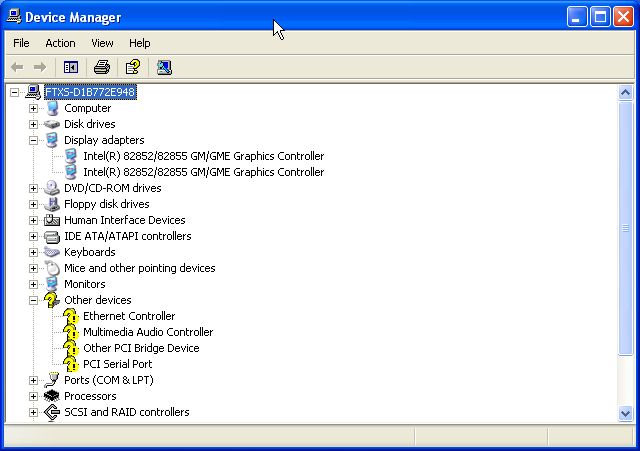 Device Manager
File Action View Help
FTXS-D1B772E948
Computer
Disk drives
Display adapters
Intel(R) 82852/82855 GM/GME Graphics Controller
Intel(R) 82852/82855 GM/GME Graphics Controller
DVD/CD-ROM drives
Floppy disk drives
Human Interface Devices
IDE ATA/ATAPI controllers
Keyboards
Mice and other pointing devices
Monitors
Other devices
Ethernet Controller
Multimedia Audio Controller
Other PCI Bridge Device
PCI Serial Port
Ports (COM & LPT)
Processors
SCSI and RAID controllers